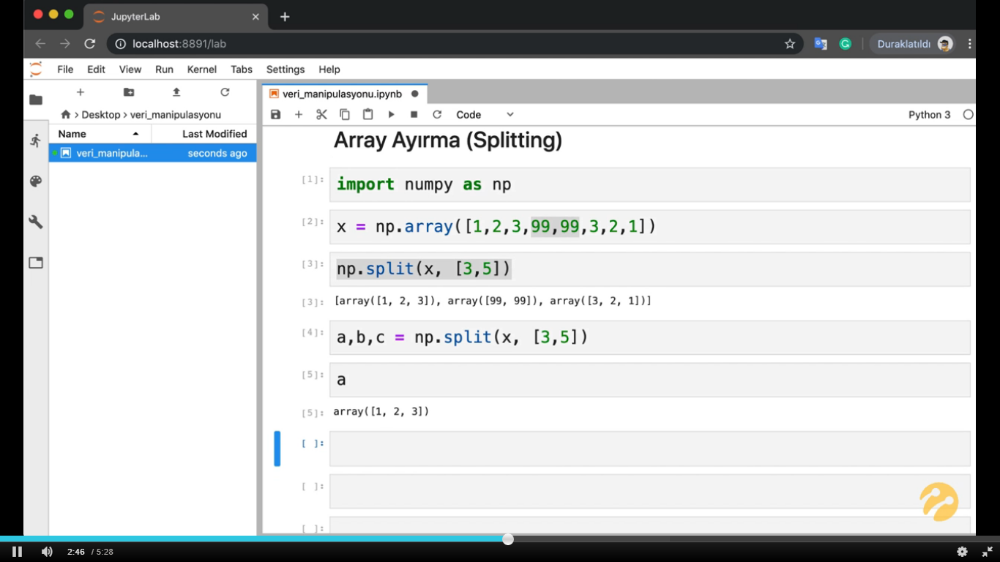 JupyterLab
localhost:8891/lab
Duraklatıldı
File Edit View Run Kernel Tabs Settings Help
veri_manipulasyonu.ipynb
Desktop veri_manipulasyonu
Code
Python 3
Name Last Modified
veri_manipula... seconds ago
Array Ayırma (Splitting)
[1]: import numpy as np
[2]: x = np.array([1,2,3,99,99,3,2,1])
[3]: np.split(x, [3,5])
[3]: [array([1, 2, 3]), array([99, 99]), array([3, 2, 1])]
[4]: a,b,c = np.split(x, [3,5])
[5]: a
[5]: array([1, 2, 3])
[ ]:
[ ]:
[ ]:
2:46 / 5:28